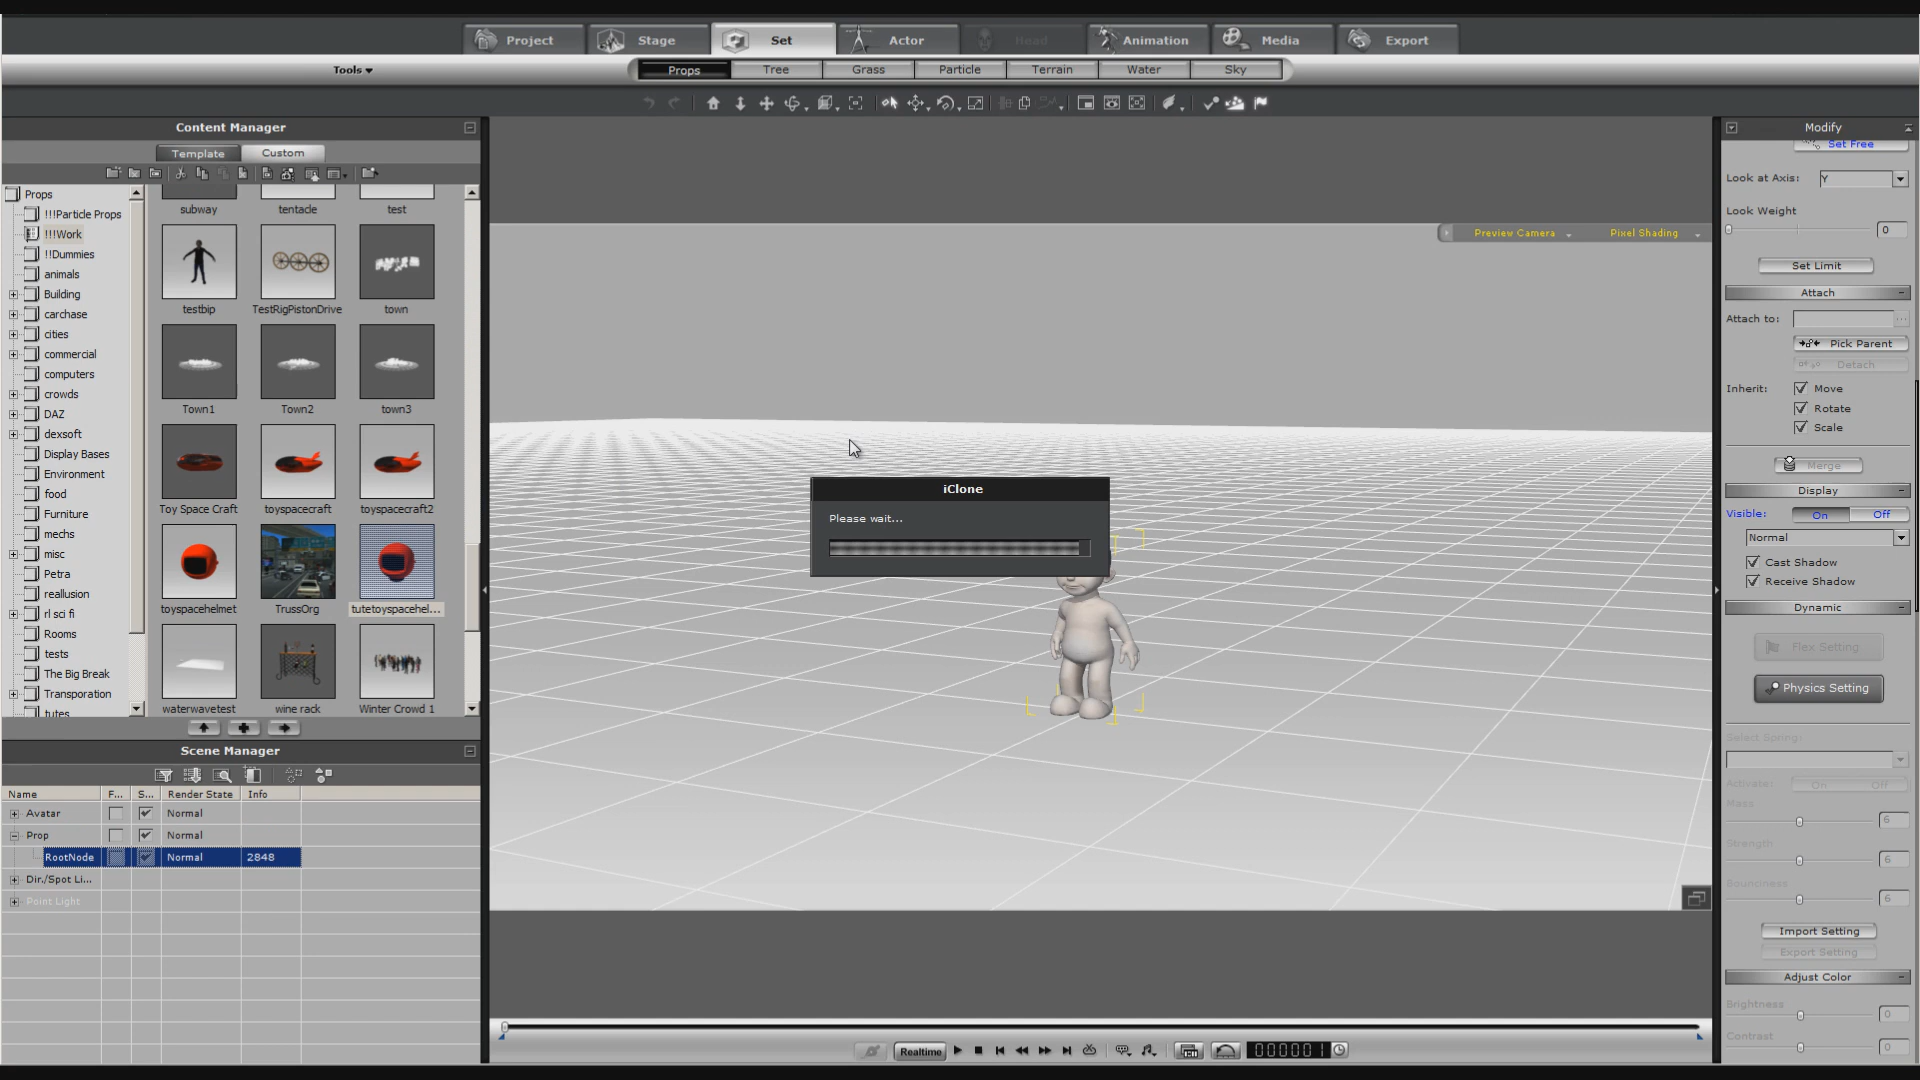 Project
Stage
Set
Actor
Head
Animation
Media
Export
Tools
Props
Tree
Grass
Particle
Terrain
Water
Sky
Content Manager
Template
Custom
Props
!!!Particle Props
!!!Work
!!Dummies
animals
Building
carchase
cities
commercial
computers
crowds
DAZ
dexsoft
Display Bases
Environment
food
Furniture
mechs
misc
Petra
reallusion
rl sci fi
Rooms
tests
The Big Break
Transporation
tutes
subway
tentacle
test
testbip
TestRigPistonDrive
town
Town1
Town2
town3
Toy Space Craft
toyspacecraft
toyspacecraft2
toyspacehelmet
TrussOrg
tutetoyspacehel...
waterwavetest
wine rack
Winter Crowd 1
Scene Manager
Name F... S... Render State Info
Avatar Normal
Prop Normal
RootNode Normal 2848
Dir./Spot Li...
Point Light
Preview Camera
Pixel Shading
iClone
Please wait...
Realtime
000001
Modify
Set Free
Look at Axis: Y
Look Weight
0
Set Limit
Attach
Attach to:
Pick Parent
Detach
Inherit: Move
Rotate
Scale
Merge
Display
Visible: On Off
Normal
Cast Shadow
Receive Shadow
Dynamic
Flex Setting
Physics Setting
Select Spring:
Activate: On Off
Mass
6
Strength
6
Bounciness
6
Import Setting
Export Setting
Adjust Color
Brightness
0
Contrast
0